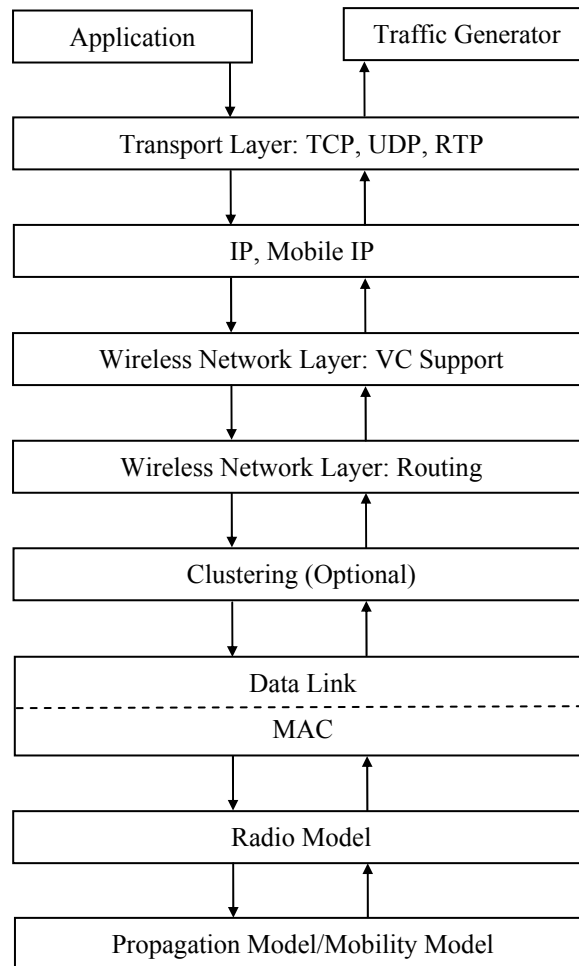 Application
Traffic Generator
Transport Layer: TCP, UDP, RTP
IP, Mobile IP
Wireless Network Layer: VC Support
Wireless Network Layer: Routing
Clustering (Optional)
Data Link
MAC
Radio Model
Propagation Model/Mobility Model